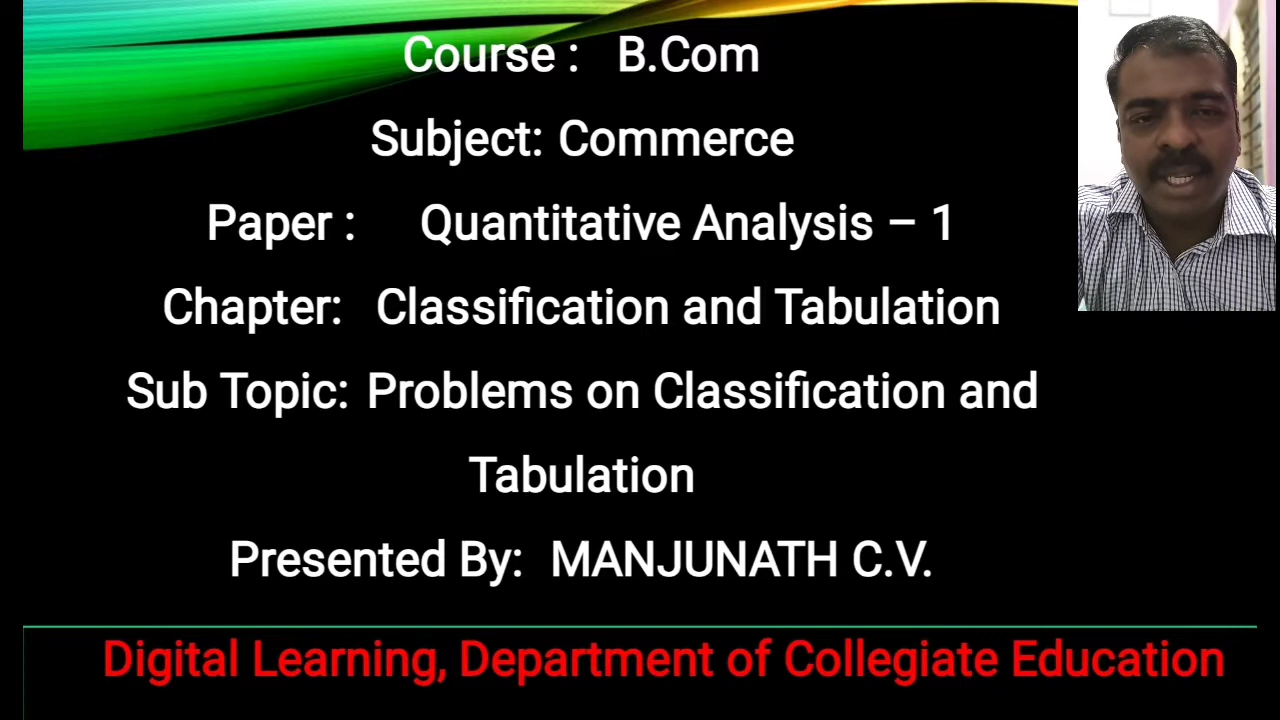 Course : B.Com
Subject: Commerce
Paper : Quantitative Analysis – 1
Chapter: Classification and Tabulation
Sub Topic: Problems on Classification and
Tabulation
Presented By: MANJUNATH C.V.
Digital Learning, Department of Collegiate Education